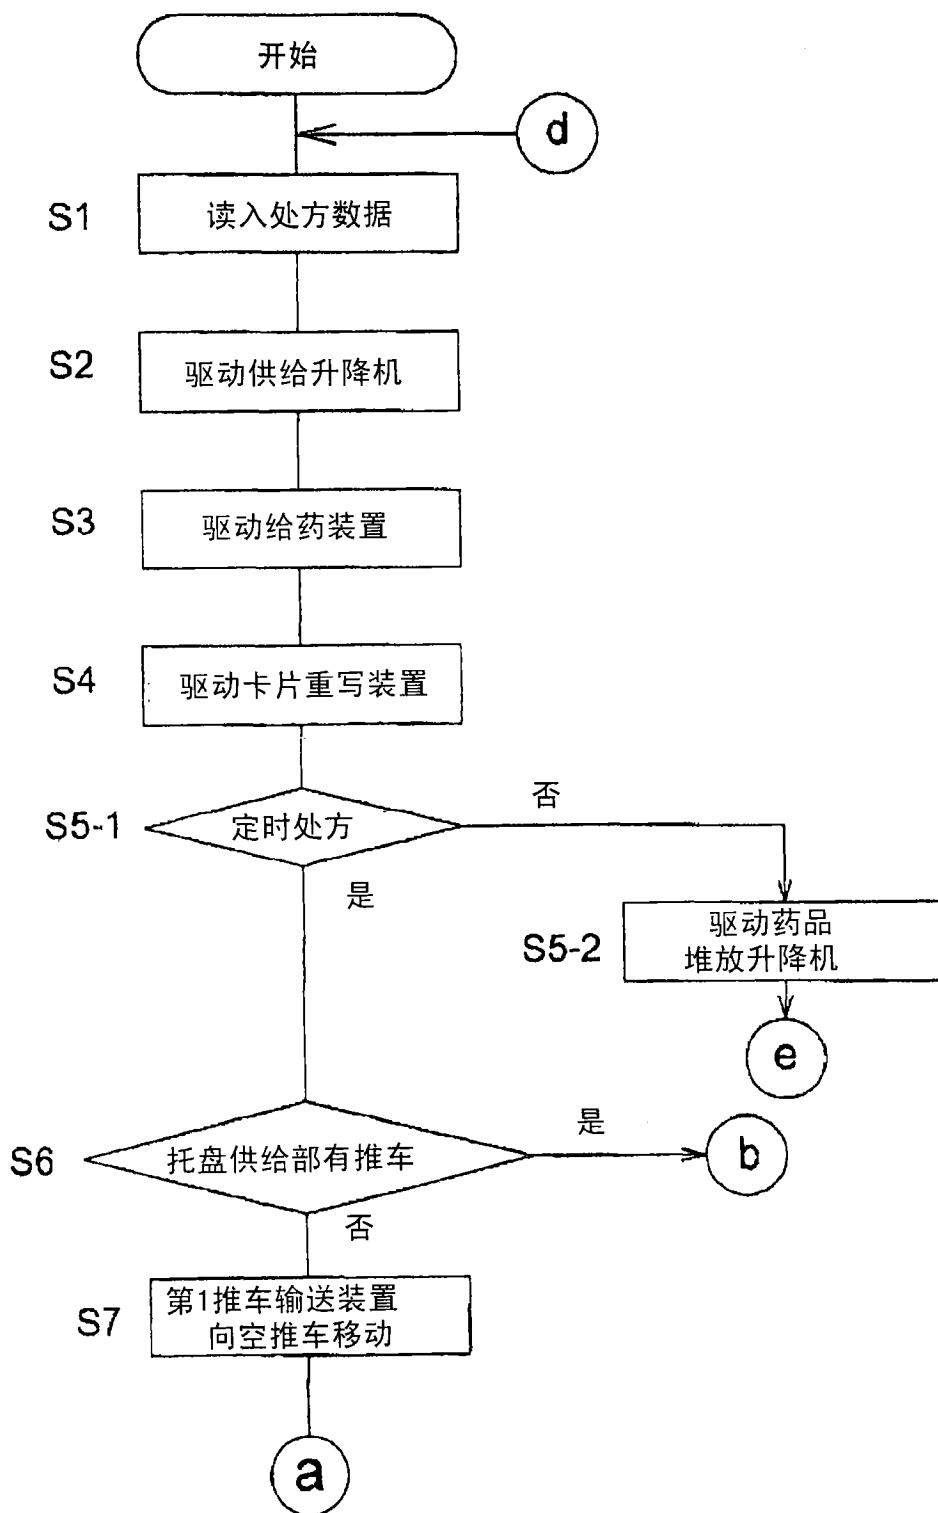 开始
d
S1
读入处方数据
S2
驱动供给升降机
S3
驱动给药装置
S4
驱动卡片重写装置
S5-1
定时处方
否
是
S5-2
驱动药品
堆放升降机
e
S6
托盘供给部有推车
是
b
否
S7
第1推车输送装置
向空推车移动
a